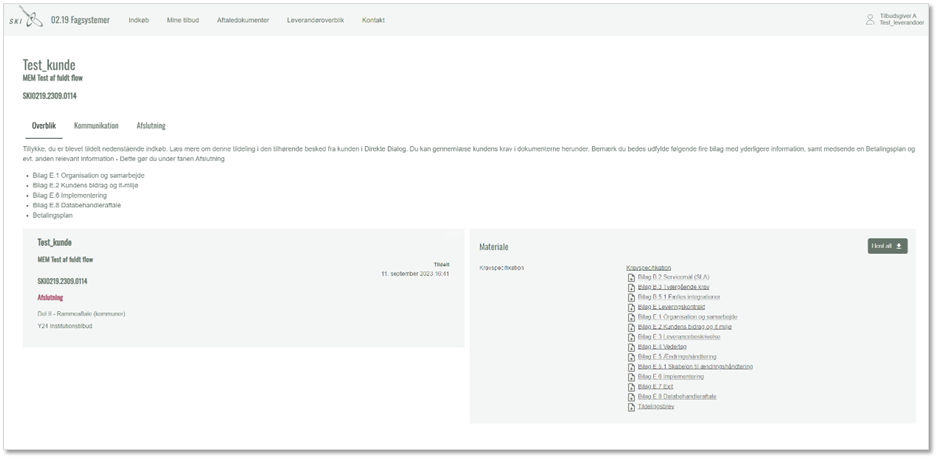 SKI
02.19 Fagsystemer
Indkøb
Mine tilbud
Aftaledokumenter
Leverandøroverblik
Kontakt
Tilbudsgiver A
Test_leverandoer
Test_kunde
MEM Test af fuldt flow
SKI0219.2309.0114
Overblik
Kommunikation
Afslutning
Tillykke, du er blevet tildelt nedenstående indkøb. Læs mere om denne tildeling i den tilhørende besked fra kunden i Direkte Dialog. Du kan gennemlæse kundens krav i dokumenterne herunder. Bemærk du bedes udfylde følgende fire bilag med yderligere information, samt medsende en Betalingsplan og
evt. anden relevant information - Dette gør du under fanen Afslutning
Bilag E.1 Organisation og samarbejde
Bilag E.2 Kundens bidrag og it-miljø
Bilag E.6 Implementering
Bilag E.8 Databehandleraftale
Betalingsplan
Test_kunde
MEM Test af fuldt flow
Tildelt
11. september 2023 16:41
SKI0219.2309.0114
Afslutning
Del II - Rammeaftale (kommuner)
Y24 Institutionstilbud
Materiale
Hent alt
Kravspecifikation
Kravspecifikation
Bilag B.2 Servicemål (SLA)
Bilag B.3 Tværgående krav
Bilag B.5.1 Fælles integrationer
Bilag E Leveringskontrakt
Bilag E.1 Organisation og samarbejde
Bilag E.2 Kundens bidrag og it-miljø
Bilag E.3 Leverancebeskrivelse
Bilag E.4 Vederlag
Bilag E.5 Ændringshåndtering
Bilag E.5.1 Skabelon til ændringshåndtering
Bilag E.6 Implementering
Bilag E.7 Exit
Bilag E.8 Databehandleraftale
Tildelingsbrev